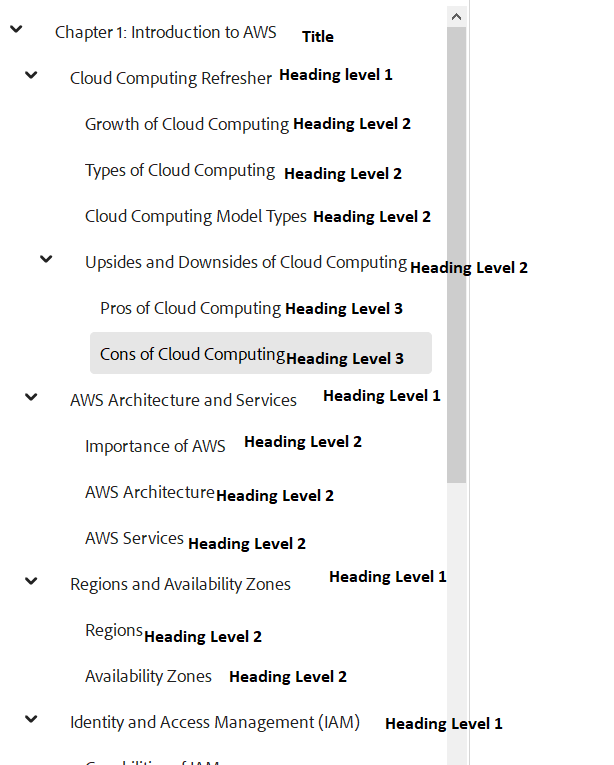 Chapter 1: Introduction to AWS Title
Cloud Computing Refresher Heading level 1
Growth of Cloud Computing Heading Level 2
Types of Cloud Computing Heading Level 2
Cloud Computing Model Types Heading Level 2
Upsides and Downsides of Cloud Computing Heading Level 2
Pros of Cloud Computing Heading Level 3
Cons of Cloud Computing Heading Level 3
AWS Architecture and Services Heading Level 1
Importance of AWS Heading Level 2
AWS Architecture Heading Level 2
AWS Services Heading Level 2
Regions and Availability Zones Heading Level 1
Regions Heading Level 2
Availability Zones Heading Level 2
Identity and Access Management (IAM) Heading Level 1
Capabilities of IAM